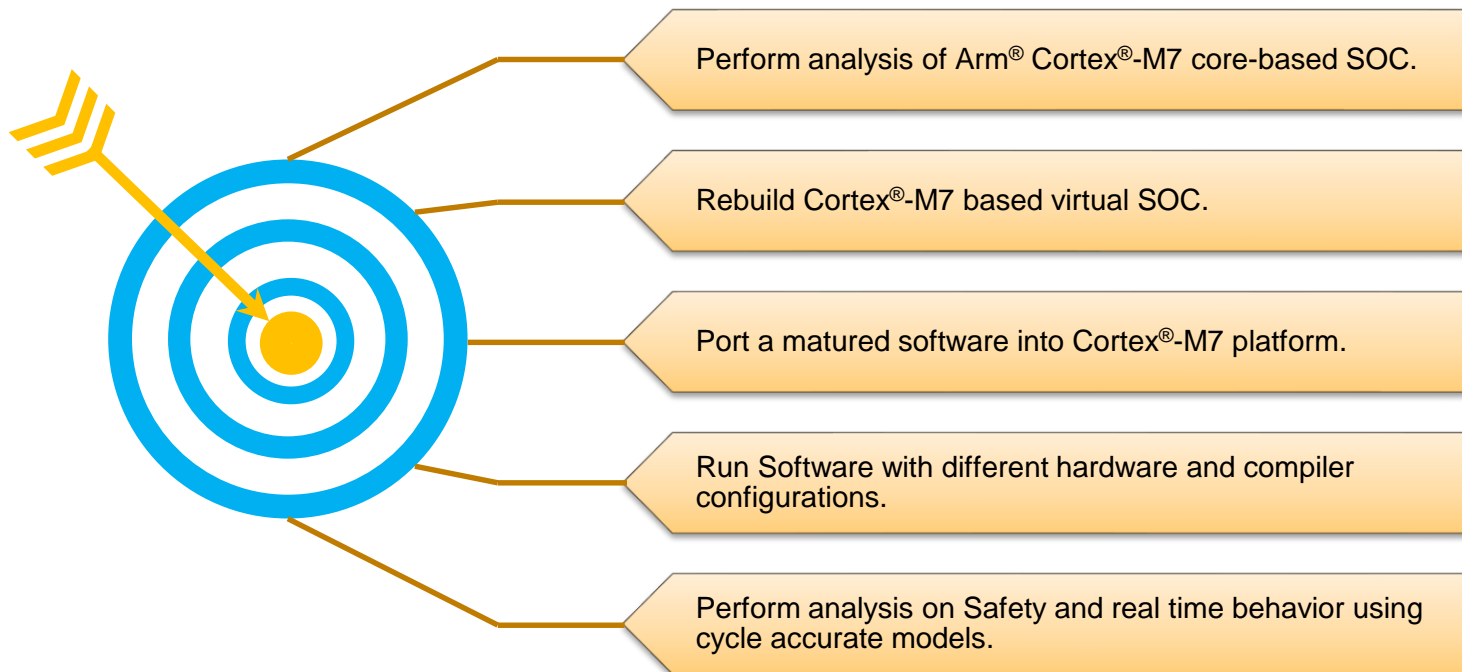 Perform analysis of Arm® Cortex®-M7 core-based SOC.
Rebuild Cortex®-M7 based virtual SOC.
Port a matured software into Cortex®-M7 platform.
Run Software with different hardware and compiler
configurations.
Perform analysis on Safety and real time behavior using
cycle accurate models.